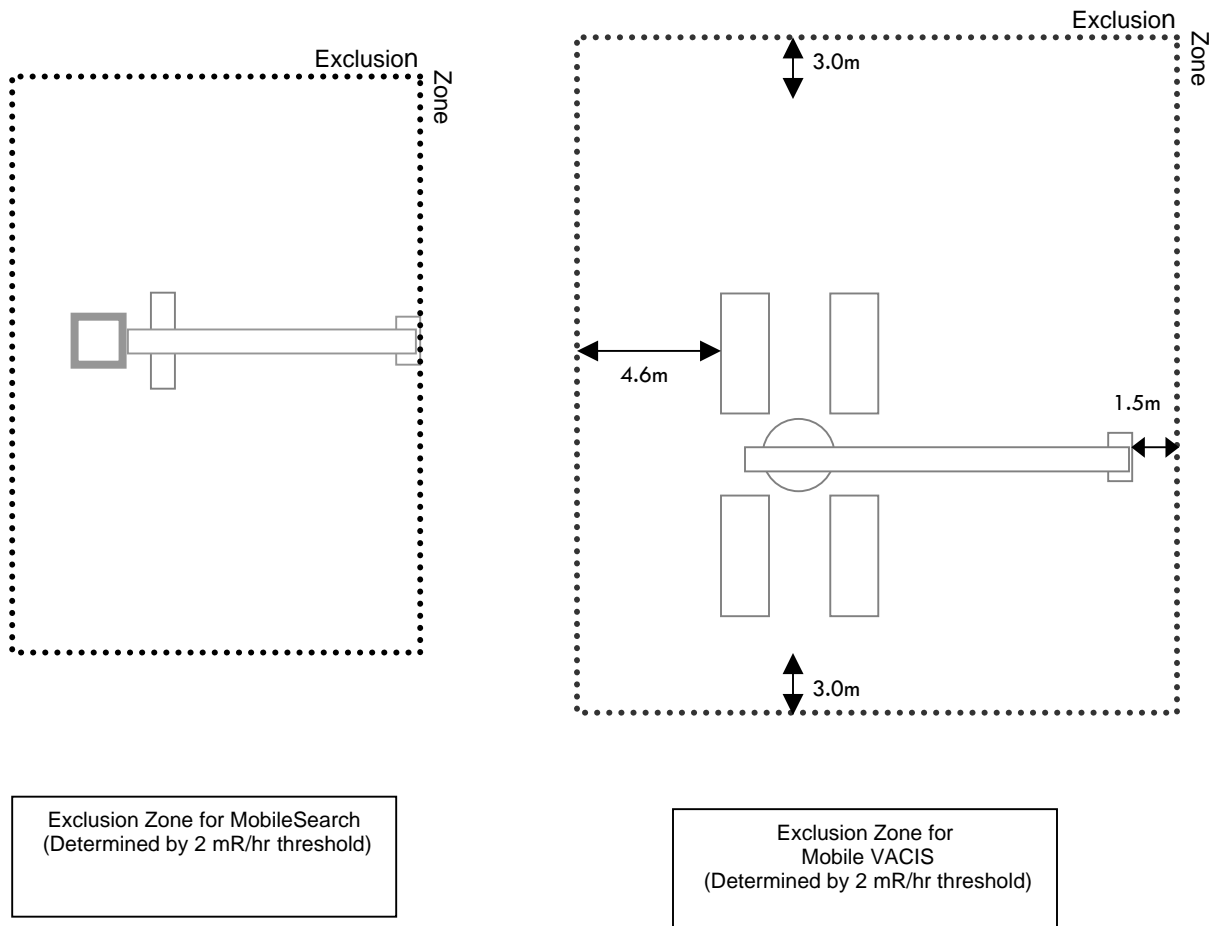 Exclusion
Zone
Exclusion
Zone
3.0m
4.6m
1.5m
3.0m
Exclusion Zone for MobileSearch
(Determined by 2 mR/hr threshold)
Exclusion Zone for
Mobile VACIS
(Determined by 2 mR/hr threshold)